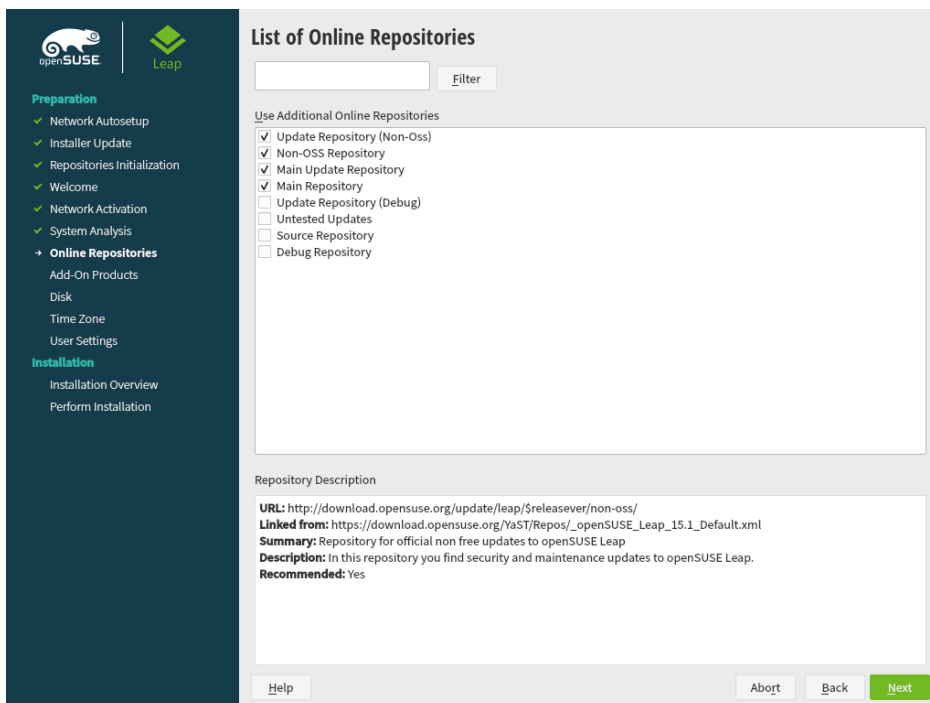 openSUSE
Leap
Preparation
Network Autosetup
Installer Update
Repositories Initialization
Welcome
Network Activation
System Analysis
Online Repositories
Add-On Products
Disk
Time Zone
User Settings
Installation
Installation Overview
Perform Installation
List of Online Repositories
Filter
Use Additional Online Repositories
Update Repository (Non-Oss)
Non-OSS Repository
Main Update Repository
Main Repository
Update Repository (Debug)
Untested Updates
Source Repository
Debug Repository
Repository Description
URL: http://download.opensuse.org/update/leap/$releasever/non-oss/
Linked from: https://download.opensuse.org/YaST/Repos/_openSUSE_Leap_15.1_Default.xml
Summary: Repository for official non free updates to openSUSE Leap
Description: In this repository you find security and maintenance updates to openSUSE Leap.
Recommended: Yes
Help
Abort
Back
Next